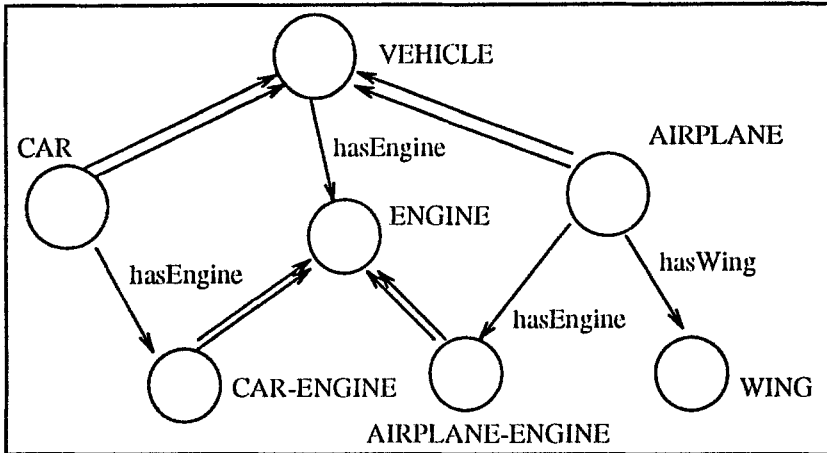 VEHICLE
CAR
AIRPLANE
hasEngine
ENGINE
hasEngine
hasWing
hasEngine
CAR-ENGINE
WING
AIRPLANE-ENGINE